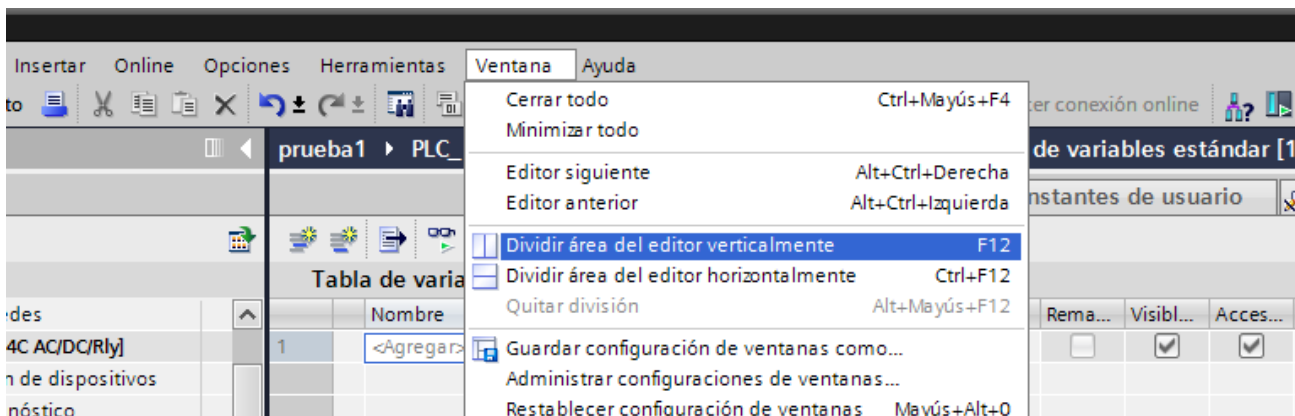 Insertar Online Opciones Herramientas Ventana Ayuda
to er conexión online
Cerrar todo Ctrl+Mayús+F4
Minimizar todo
prueba1 PLC_ de variables estándar [1
Editor siguiente Alt+Ctrl+Derecha
Editor anterior Alt+Ctrl+Izquierda
nstantes de usuario
Dividir área del editor verticalmente F12
Tabla de varia
Dividir área del editor horizontalmente Ctrl+F12
Quitar división Alt+Mayús+F12
edes Nombre Rema... Visibl... Acces...
4C AC/DC/Rly] 1 <Agregar>
Guardar configuración de ventanas como...
n de dispositivos
Administrar configuraciones de ventanas...
nóstico
Restablecer configuración de ventanas Mayús+Alt+0